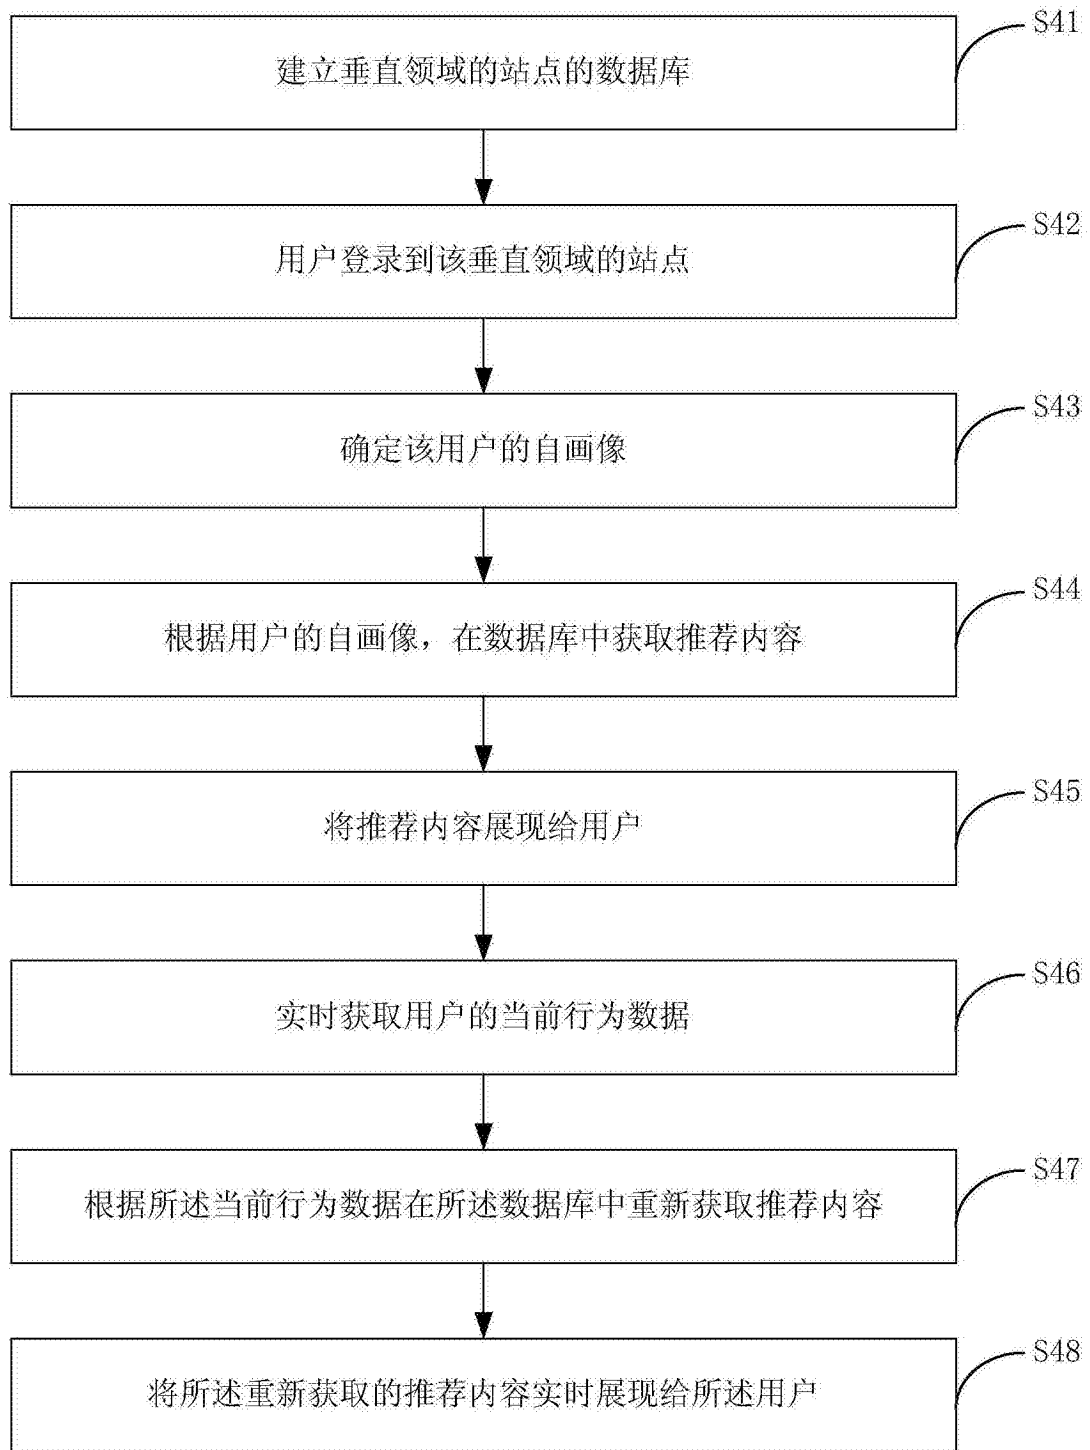 S41
建立垂直领域的站点的数据库
S42
用户登录到该垂直领域的站点
S43
确定该用户的自画像
S44
根据用户的自画像，在数据库中获取推荐内容
S45
将推荐内容展现给用户
S46
实时获取用户的当前行为数据
S47
根据所述当前行为数据在所述数据库中重新获取推荐内容
S48
将所述重新获取的推荐内容实时展现给所述用户